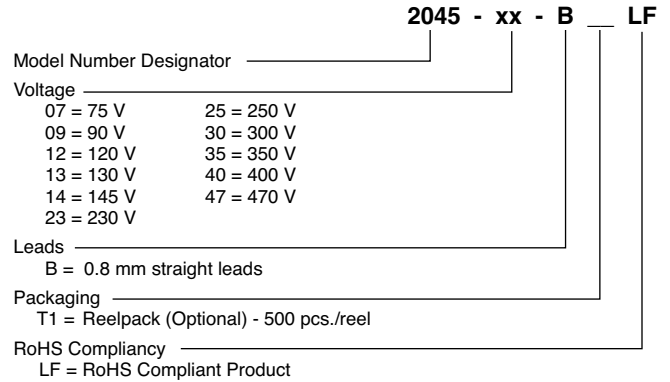 2045 - xx - B __ LF
Model Number Designator
Voltage
07 = 75 V 25 = 250 V
09 = 90 V 30 = 300 V
12 = 120 V 35 = 350 V
13 = 130 V 40 = 400 V
14 = 145 V 47 = 470 V
23 = 230 V
Leads
B = 0.8 mm straight leads
Packaging
T1 = Reelpack (Optional) - 500 pcs./reel
RoHS Compliancy
LF = RoHS Compliant Product